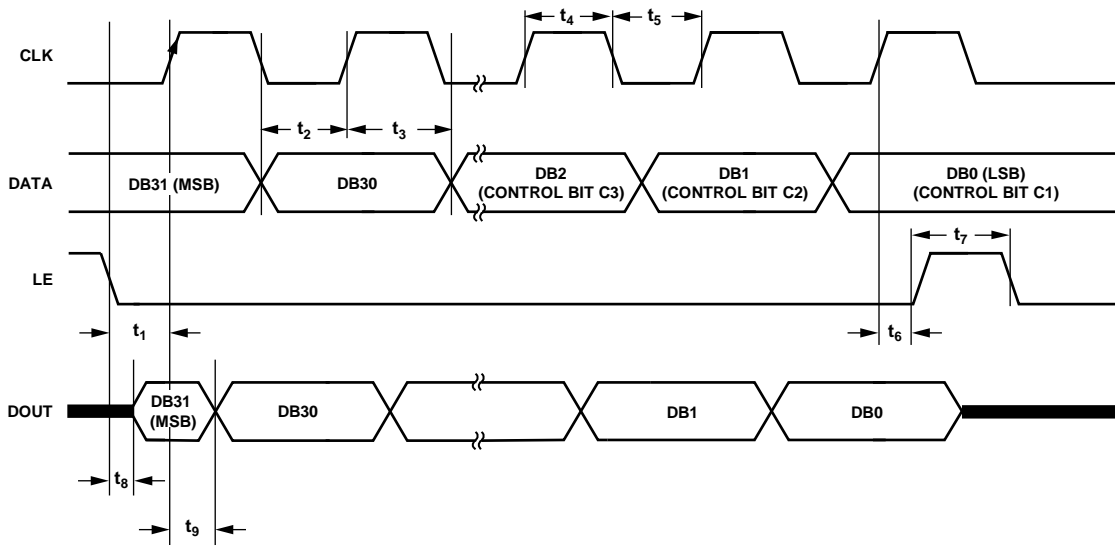 t4
t5
CLK
t2
t3
DATA
DB31 (MSB)
DB30
DB2
(CONTROL BIT C3)
DB1
(CONTROL BIT C2)
DB0 (LSB)
(CONTROL BIT C1)
t7
LE
t1
t6
DOUT
DB31
(MSB)
DB30
DB1
DB0
t8
t9